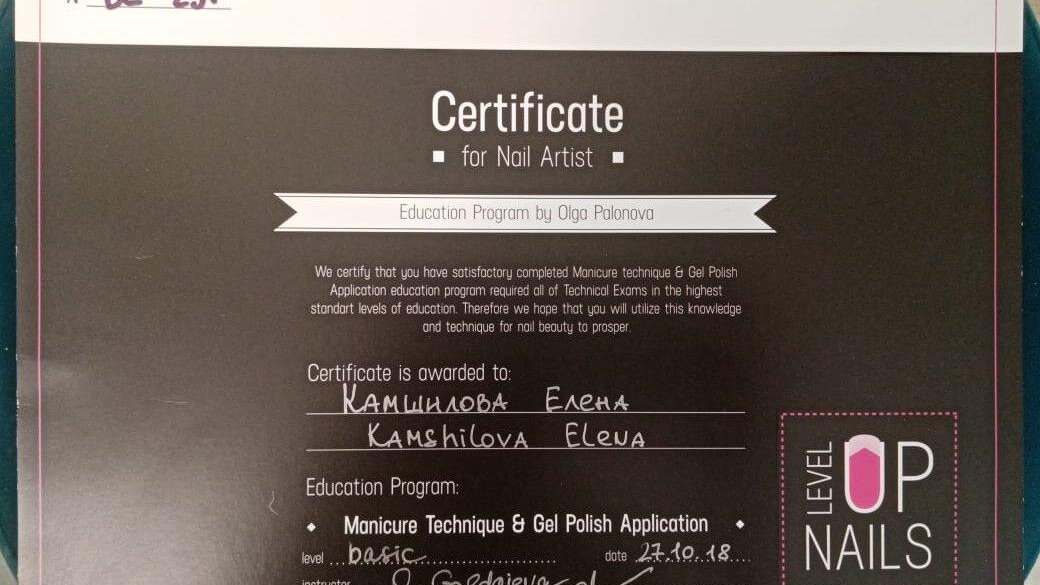 Certificate
for Nail Artist
Education Program by Olga Palonova
We certify that you have satisfactory completed Manicure technique & Gel Polish
Application education program required all of Technical Exams in the highest
standart levels of education. Therefore we hope that you will utilize this knowledge
and technique for nail beauty to prosper.
Certificate is awarded to:
Камшилова Елена
Kamshilova Elena
Education Program:
Manicure Technique & Gel Polish Application
level basic date 27.10.18
instructor
LEVEL UP
NAILS